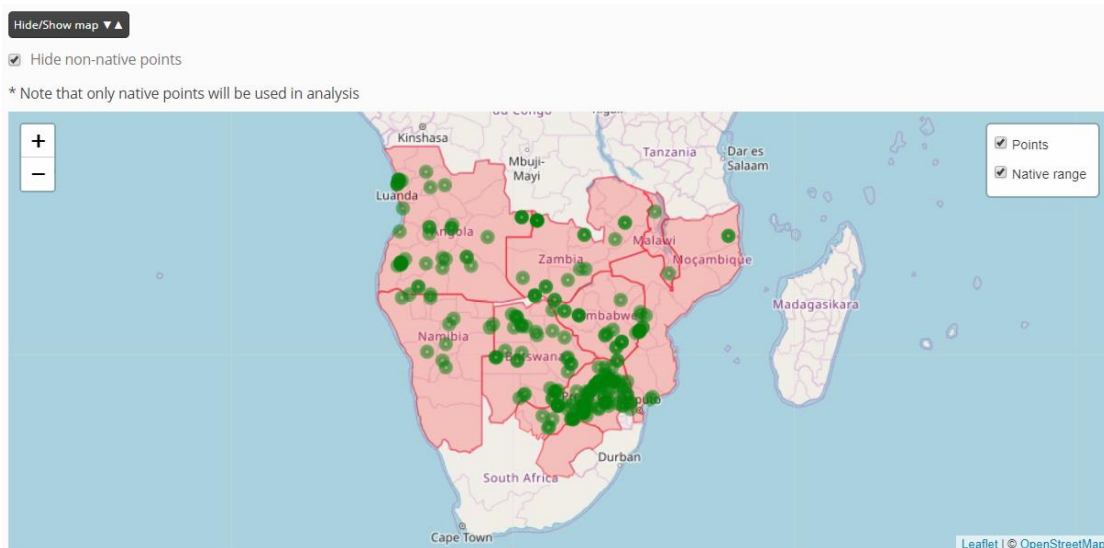 Hide/Show map ▼▲
Hide non-native points
* Note that only native points will be used in analysis
+
−
Points
Native range
Kinshasa
Mbuji-
Mayi
Tanzania
Dar es
Salaam
Luanda
Angola
Malawi
Zambia
Moçambique
Madagasikara
Namibia
Botswana
Durban
South Africa
Cape Town
Leaflet | © OpenStreetMap